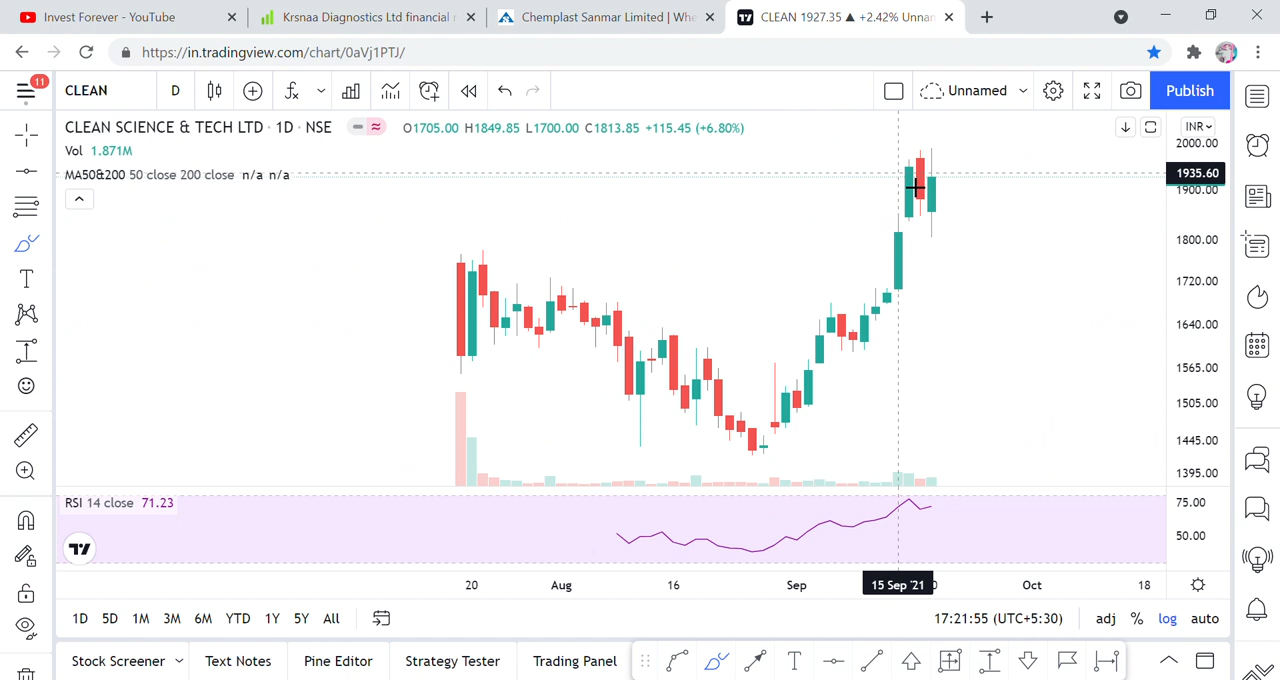 Invest Forever - YouTube
Krsnaa Diagnostics Ltd financial
Chemplast Sanmar Limited | Whe
CLEAN 1927.35 ▲ +2.42% Unnar
https://in.tradingview.com/chart/0aVj1PTJ/
11
CLEAN
D
Unnamed
Publish
CLEAN SCIENCE & TECH LTD · 1D · NSE
O1705.00 H1849.85 L1700.00 C1813.85 +115.45 (+6.80%)
INR
Vol 1.871M
MA50&200 50 close 200 close n/a n/a
2000.00
1935.60
1900.00
1800.00
1720.00
1640.00
1565.00
1505.00
1445.00
1395.00
RSI 14 close 71.23
75.00
50.00
20
Aug
16
Sep
15 Sep '21
Oct
18
1D 5D 1M 3M 6M YTD 1Y 5Y All
17:21:55 (UTC+5:30)
adj % log auto
Stock Screener
Text Notes
Pine Editor
Strategy Tester
Trading Panel